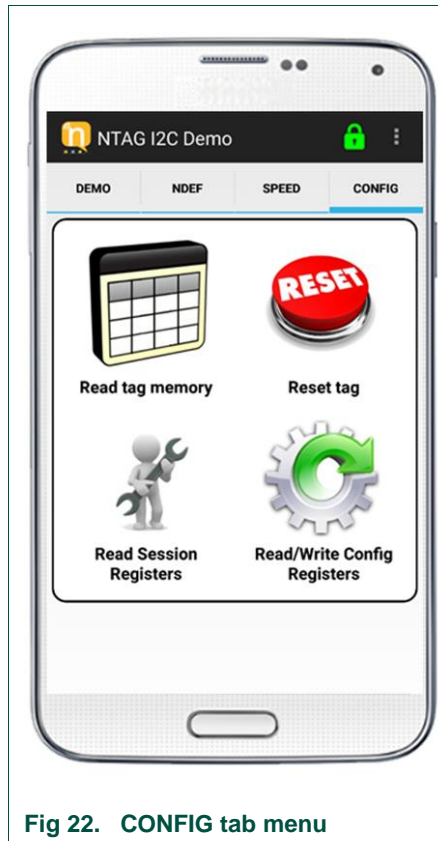 NTAG I2C Demo
DEMO NDEF SPEED CONFIG
RESET
Read tag memory
Reset tag
Read Session
Registers
Read/Write Config
Registers
Fig 22. CONFIG tab menu